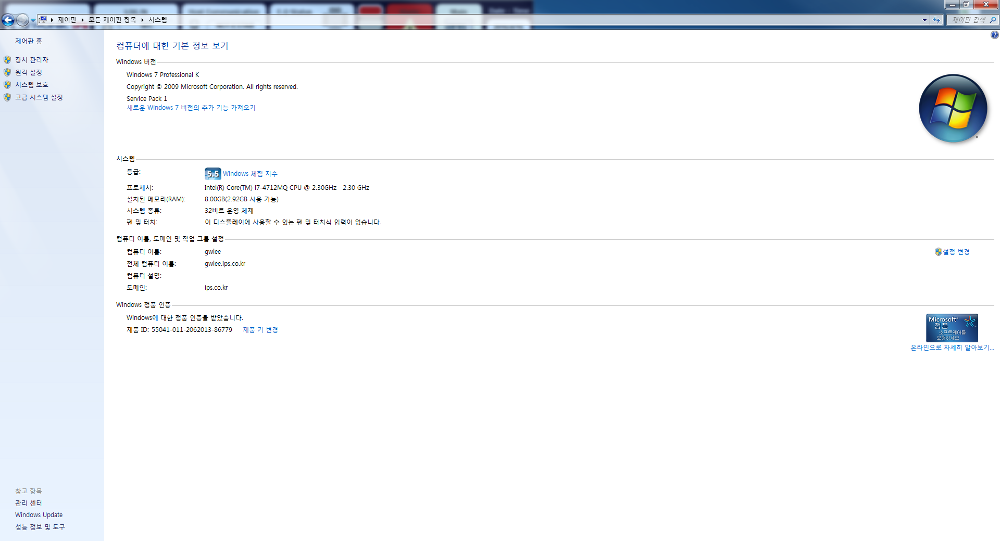 제어판 ▸ 모든 제어판 항목 ▸ 시스템
제어판 검색
제어판 홈
장치 관리자
원격 설정
시스템 보호
고급 시스템 설정
컴퓨터에 대한 기본 정보 보기
Windows 버전
Windows 7 Professional K
Copyright © 2009 Microsoft Corporation. All rights reserved.
Service Pack 1
새로운 Windows 7 버전의 추가 기능 가져오기
시스템
등급: 5.5 Windows 체험 지수
프로세서: Intel(R) Core(TM) i7-4712MQ CPU @ 2.30GHz 2.30 GHz
설치된 메모리(RAM): 8.00GB(2.92GB 사용 가능)
시스템 종류: 32비트 운영 체제
펜 및 터치: 이 디스플레이에 사용할 수 있는 펜 및 터치식 입력이 없습니다.
컴퓨터 이름, 도메인 및 작업 그룹 설정
컴퓨터 이름: gwlee 설정 변경
전체 컴퓨터 이름: gwlee.ips.co.kr
컴퓨터 설명:
도메인: ips.co.kr
Windows 정품 인증
Windows에 대한 정품 인증을 받았습니다.
제품 ID: 55041-011-2062013-86779 제품 키 변경
Microsoft
정품
소프트웨어를
요청하세요
온라인으로 자세히 알아보기...
참고 항목
관리 센터
Windows Update
성능 정보 및 도구